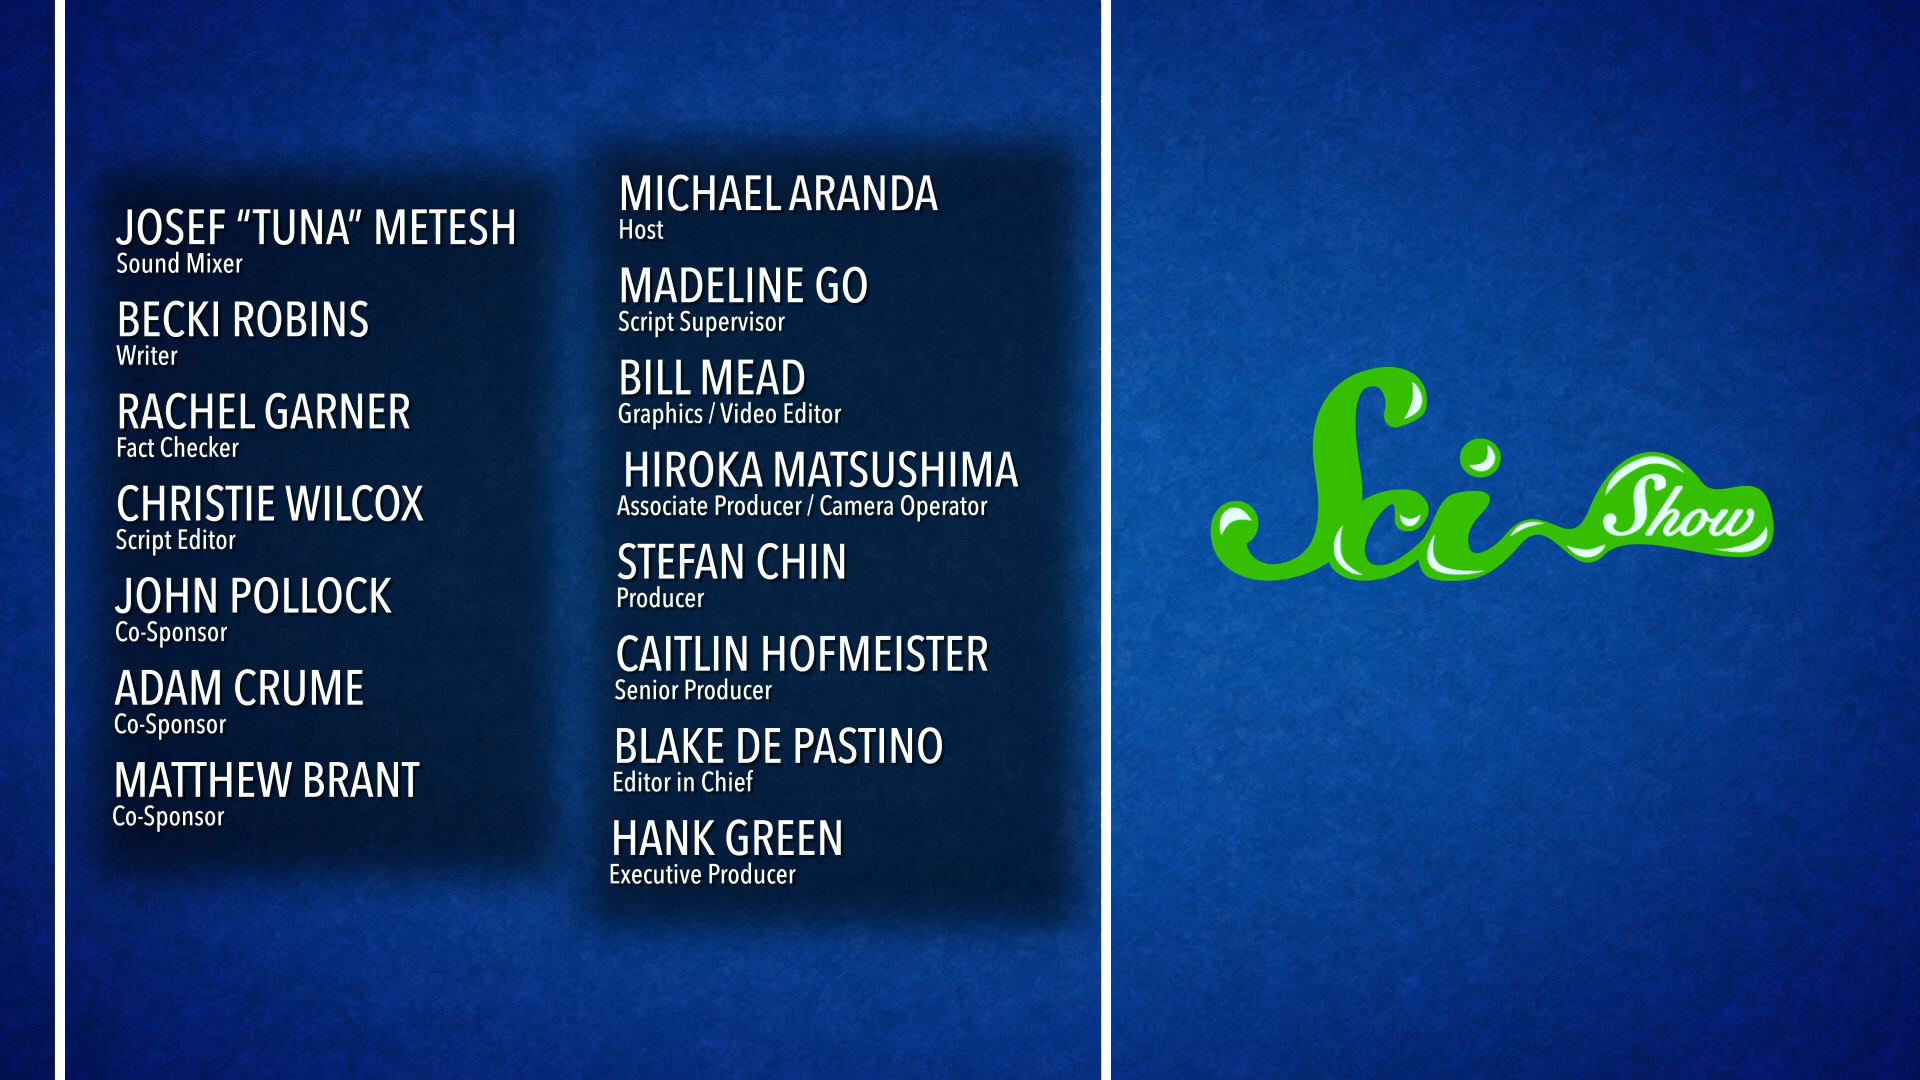 JOSEF “TUNA” METESH
Sound Mixer
BECKI ROBINS
Writer
RACHEL GARNER
Fact Checker
CHRISTIE WILCOX
Script Editor
JOHN POLLOCK
Co-Sponsor
ADAM CRUME
Co-Sponsor
MATTHEW BRANT
Co-Sponsor
MICHAEL ARANDA
Host
MADELINE GO
Script Supervisor
BILL MEAD
Graphics / Video Editor
HIROKA MATSUSHIMA
Associate Producer / Camera Operator
STEFAN CHIN
Producer
CAITLIN HOFMEISTER
Senior Producer
BLAKE DE PASTINO
Editor in Chief
HANK GREEN
Executive Producer
Sci Show